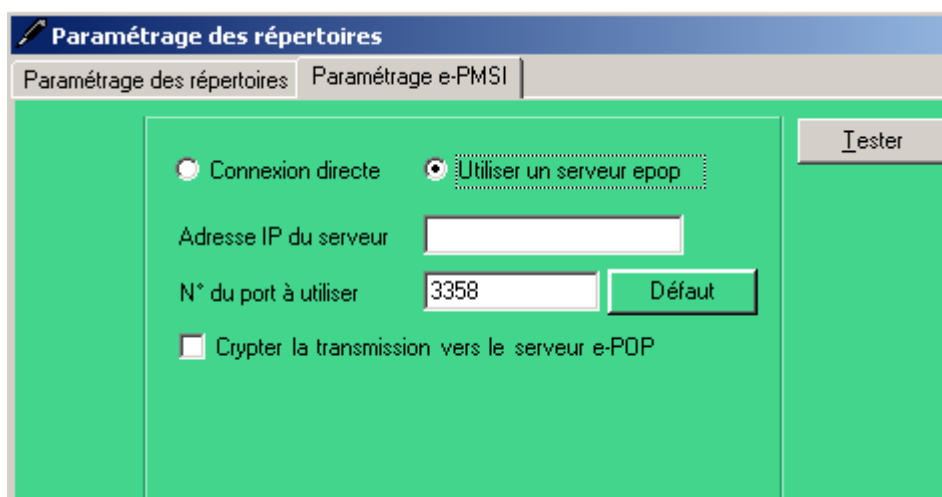 Paramétrage des répertoires
Paramétrage des répertoires Paramétrage e-PMSI
Tester
Connexion directe Utiliser un serveur epop
Adresse IP du serveur
N° du port à utiliser 3358 Défaut
Crypter la transmission vers le serveur e-POP